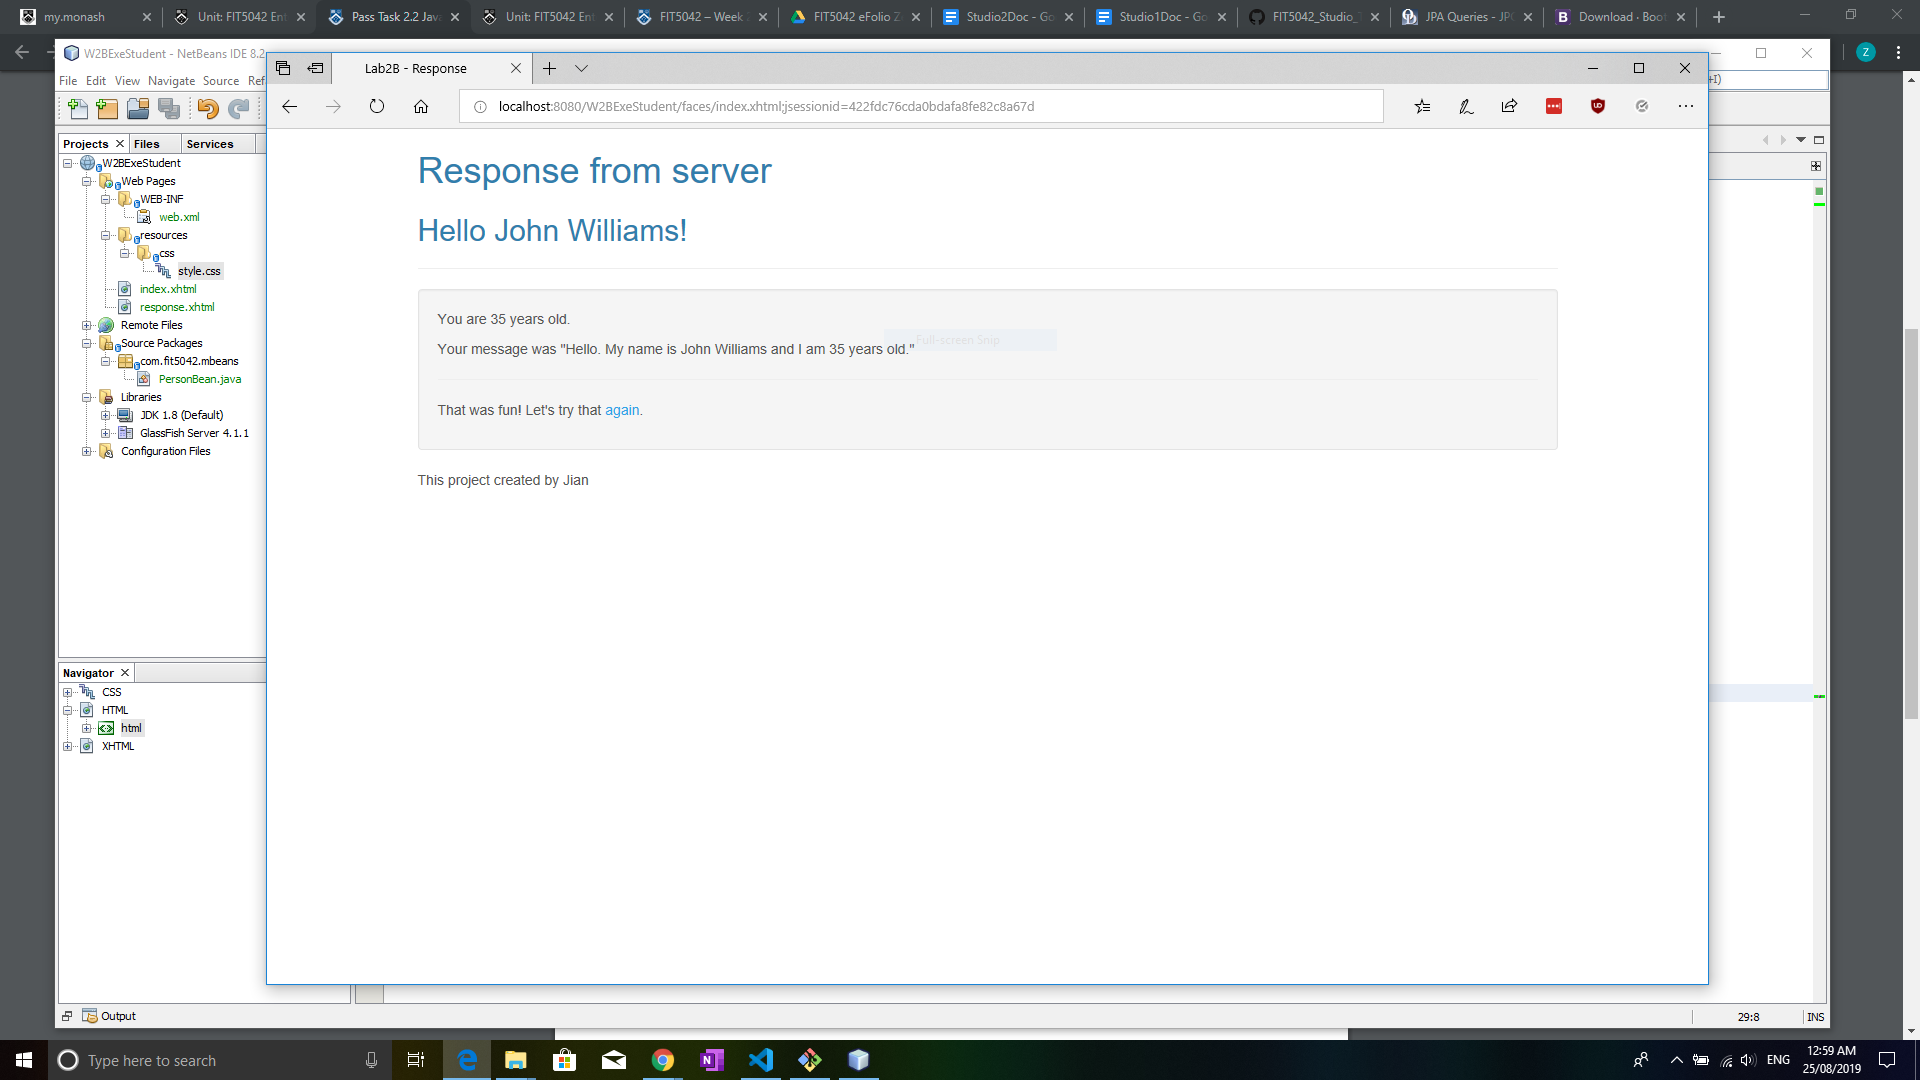 my.monash
Unit: FIT5042 Ent
Pass Task 2.2 Jav
Unit: FIT5042 Ent
FIT5042 – Week
FIT5042 eFolio Z
Studio2Doc - Go
Studio1Doc - Go
FIT5042_Studio_
JPA Queries - JP
Download · Boot
Z
W2BExeStudent - NetBeans IDE 8.2
File Edit View Navigate Source Ref
+I)
Lab2B - Response
localhost:8080/W2BExeStudent/faces/index.xhtml;jsessionid=422fdc76cda0bdafa8fe82c8a67d
Projects Files Services
W2BExeStudent
Web Pages
WEB-INF
web.xml
resources
css
style.css
index.xhtml
response.xhtml
Remote Files
Source Packages
com.fit5042.mbeans
PersonBean.java
Libraries
JDK 1.8 (Default)
GlassFish Server 4.1.1
Configuration Files
Response from server
Hello John Williams!
You are 35 years old.
Full-screen Snip
Your message was "Hello. My name is John Williams and I am 35 years old."
That was fun! Let's try that again.
This project created by Jian
Navigator
CSS
HTML
html
XHTML
Output
29:8
INS
Type here to search
ENG
12:59 AM
25/08/2019